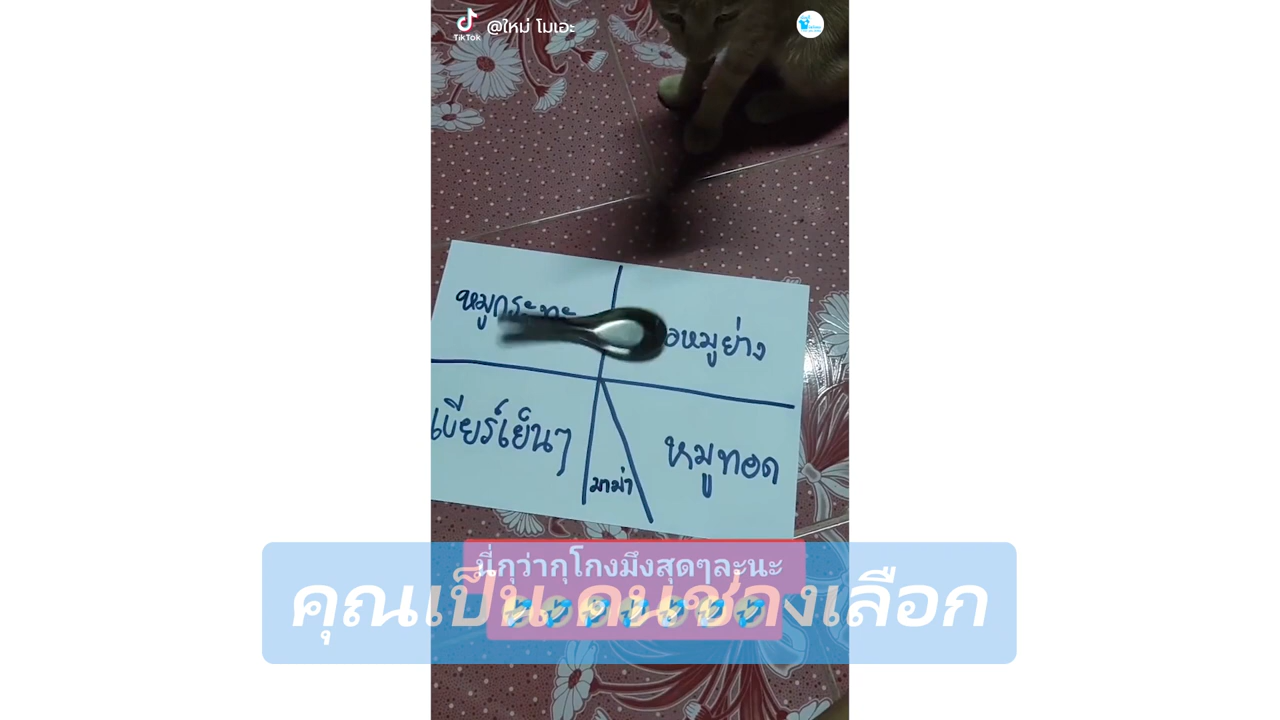 TikTok
@ใหม่ โมเอะ
หมูกระทะ
อหมูย่าง
เบียร์เย็นๆ
หมูทอด
มาม่า
นี่กุว่ากุโกงมึงสุดๆละนะ
🤣🤣🤣🤣🤣🤣🤣
คุณเป็นคนช่างเลือก